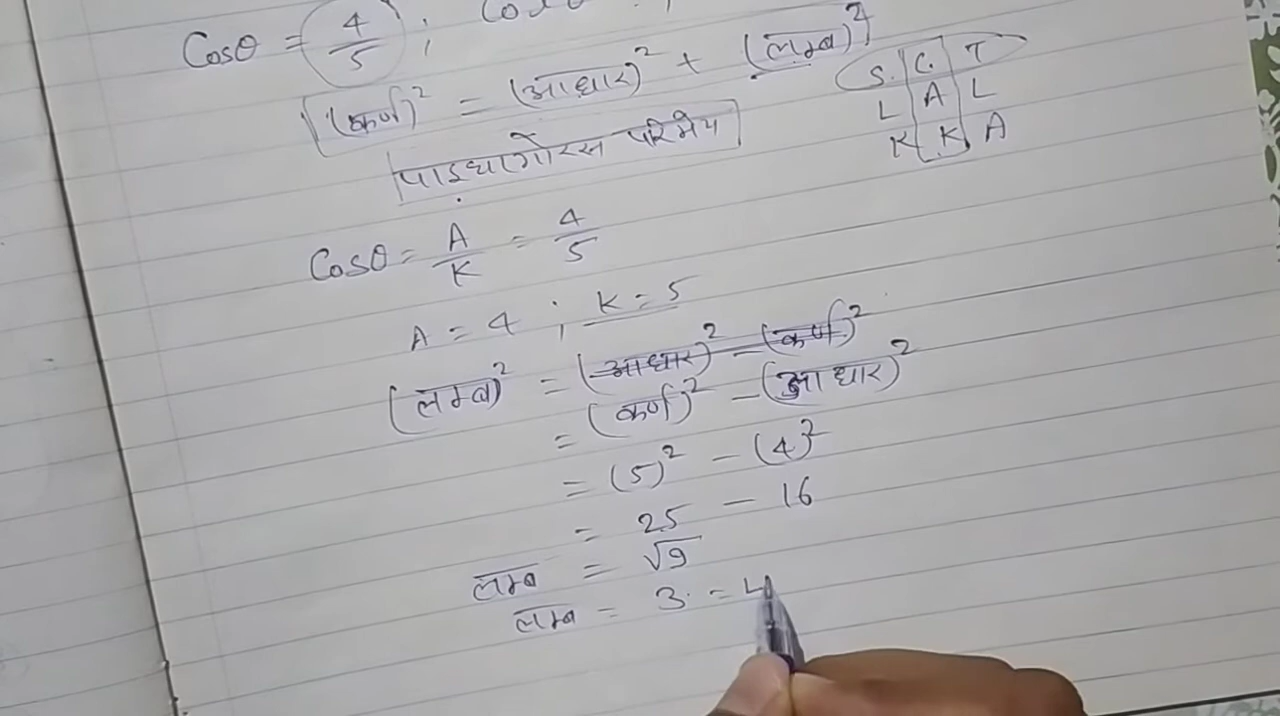 Cosθ = 4/5 ;
(कर्ण)² = (आधार)² + (लम्ब)²
पाइथागोरस परिमेय
S. | C. | T
L | A | L
K | K | A
Cosθ = A/K = 4/5
A = 4 ; K = 5
(लम्ब)² = (आधार)² - (कर्ण)²
= (कर्ण)² - (आधार)²
= (5)² - (4)²
= 25 - 16
लम्ब = √9
लम्ब = 3. =